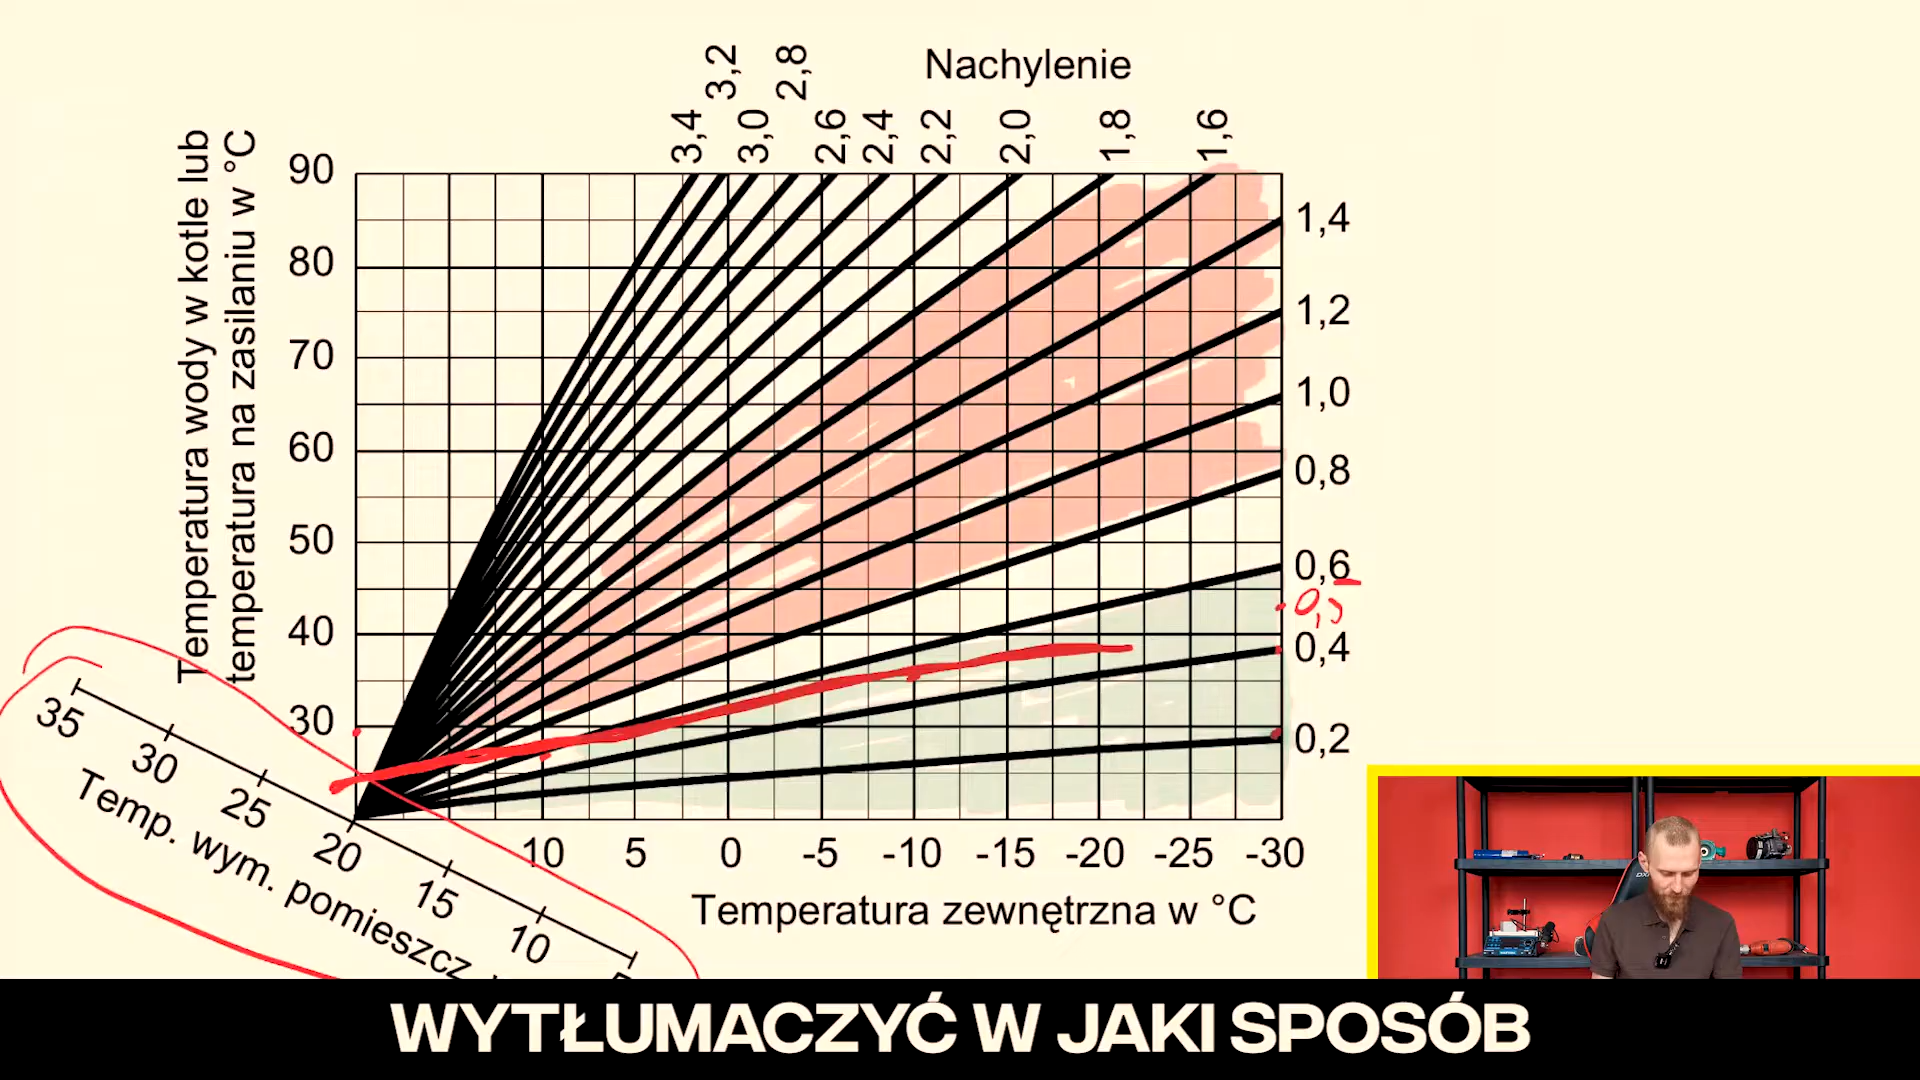 Nachylenie
3,4 3,2 3,0 2,8 2,6 2,4 2,2 2,0 1,8 1,6
Temperatura wody w kotle lub
temperatura na zasilaniu w °C
90
80
70
60
50
40
30
1,4
1,2
1,0
0,8
0,6
0,5
0,4
0,2
35 30 25 20 15 10
Temp. wym. pomieszcz.
10 5 0 -5 -10 -15 -20 -25 -30
Temperatura zewnętrzna w °C
WYTŁUMACZYĆ W JAKI SPOSÓB